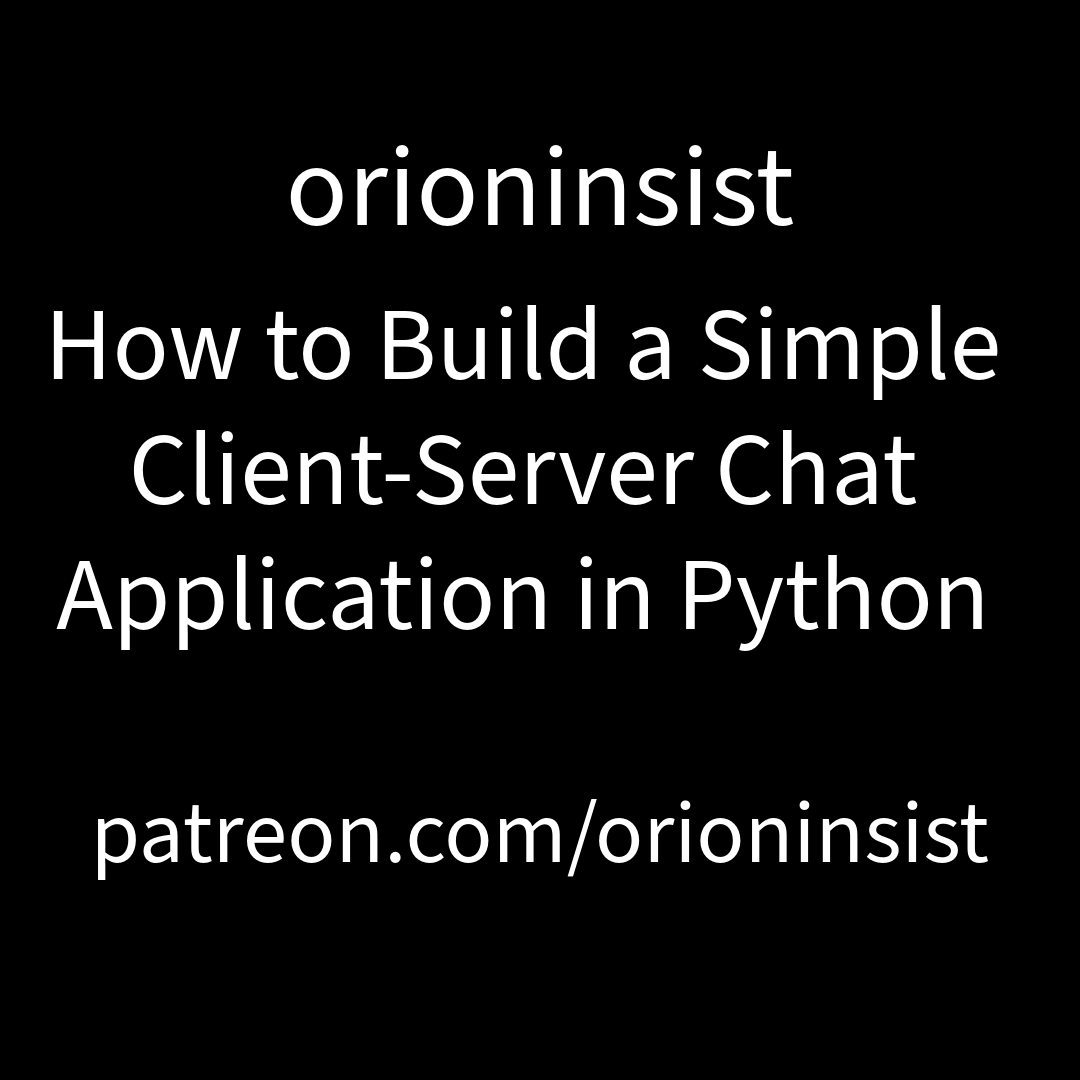 orioninsist
How to Build a Simple
Client-Server Chat
Application in Python
patreon.com/orioninsist